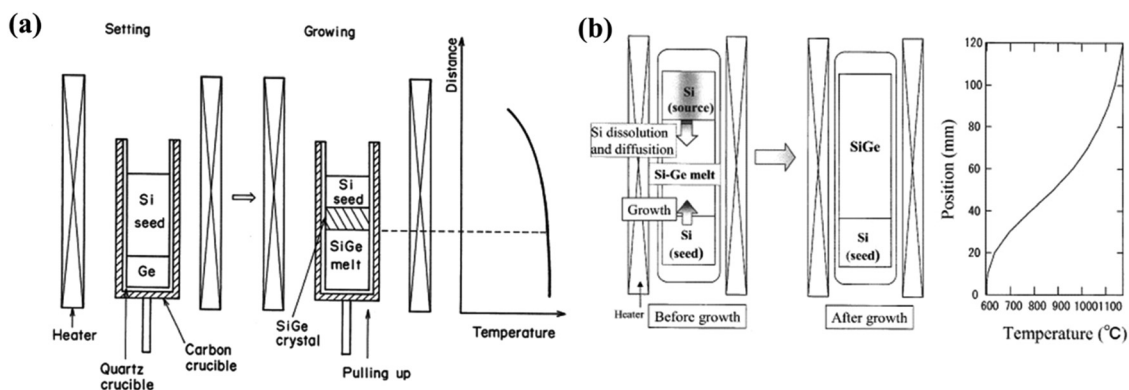 (a)
Setting
Growing
Distance
Si
seed
Ge
Si
seed
SiGe
melt
Heater
Quartz
crucible
Carbon
crucible
SiGe
crystal
Pulling up
Temperature
(b)
Si
(source)
Si dissolution
and diffusition
Si-Ge melt
Growth
Si
(seed)
Heater
Before growth
SiGe
Si
(seed)
After growth
Position (mm)
120
100
80
60
40
20
0
600 700 800 900 1000 1100
Temperature (℃)